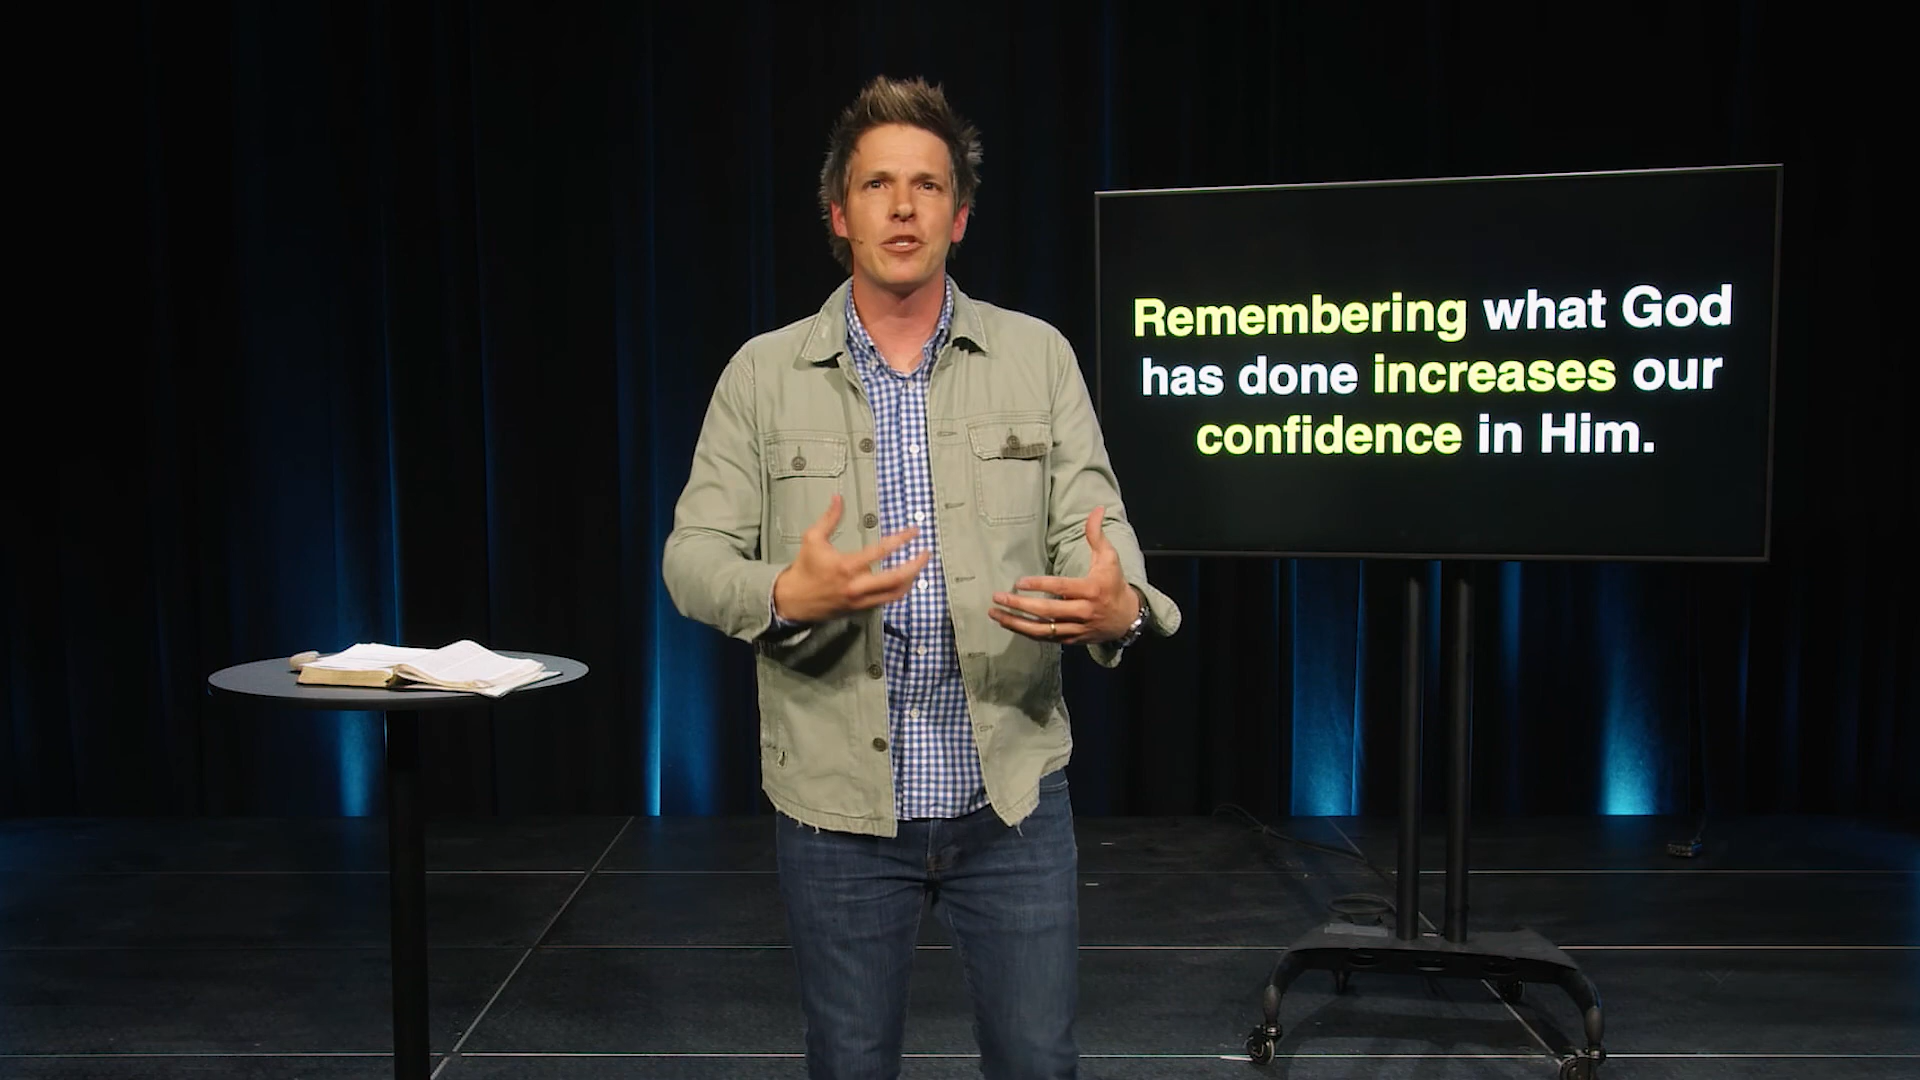 Remembering what God
has done increases our
confidence in Him.